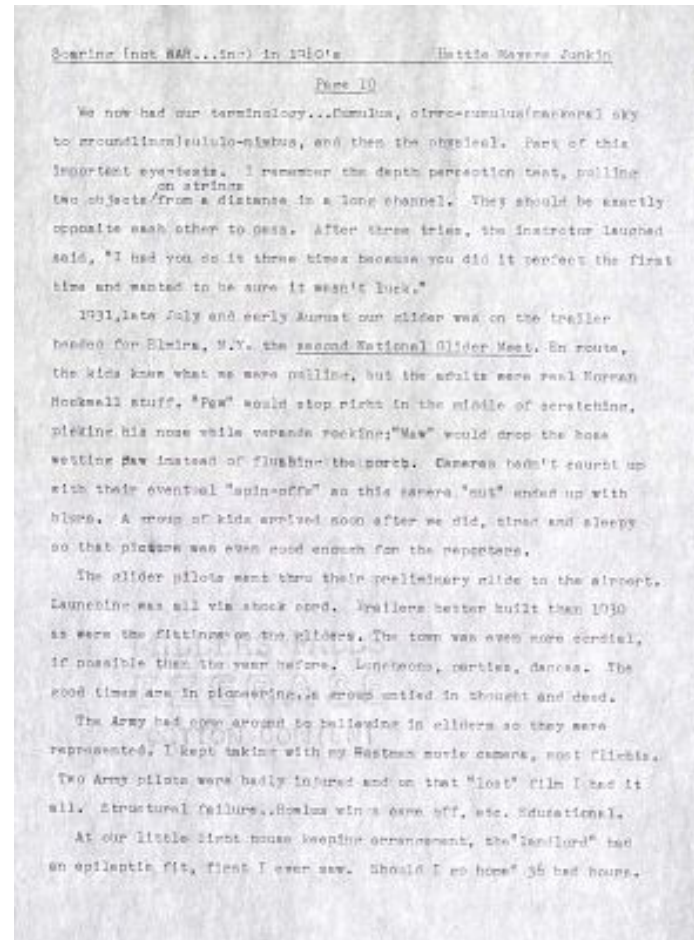 Soaring (not WAR...ing) in 1930's Hattie Meyers Junkin
Page 10
We now had our terminology...Cumulus, cirro-cumulus(mackerel) sky
to and then the physical. Part of this
important eye-tests. I remember the depth perception test, pulling
on strings
two objects/from a distance in a long channel. They should be exactly
opposite each other to pass. After three tries, the instructor laughed
said, "I had you do it three times because you did it perfect the first
time and wanted to be sure it wasn't luck."
1931,late July and early August our glider was on the trailer
headed for Elmira, N.Y. the second National Glider Meet. En route,
the kids knew what we were pulling, but the adults were real Norman
Rockwell stuff. "Paw" would stop right in the middle of scratching,
picking his nose while veranda rocking;"Maw" would drop the hose
wetting Paw instead of flushing the porch. Cameras hadn't caught up
with their eventual "spin-offs" so this camera "nut" ended up with
blurs. A group of kids arrived soon after we did, tired and sleepy
so that picture was even good enough for the reporters.
The glider pilots went thru their preliminary glide to the airport.
Launching was all via shock cord. Trailers better built than 1930
as were the fittings on the gliders. The town was even more cordial,
if possible than the year before. Luncheons, parties, dances. The
good times are in pioneering..a group untied in thought and deed.
The Army had come around to believing in gliders so they were
represented. I kept taking with my Eastman movie camera, most flights.
Two Army pilots were badly injured and on that "lost" film I had it
all. Structural failure..Bowlus wing came off, etc. Educational.
At our little light house keeping arrangement, the"landlord" had
an epileptic fit, first I ever saw. Should I go home" 36 bad hours.